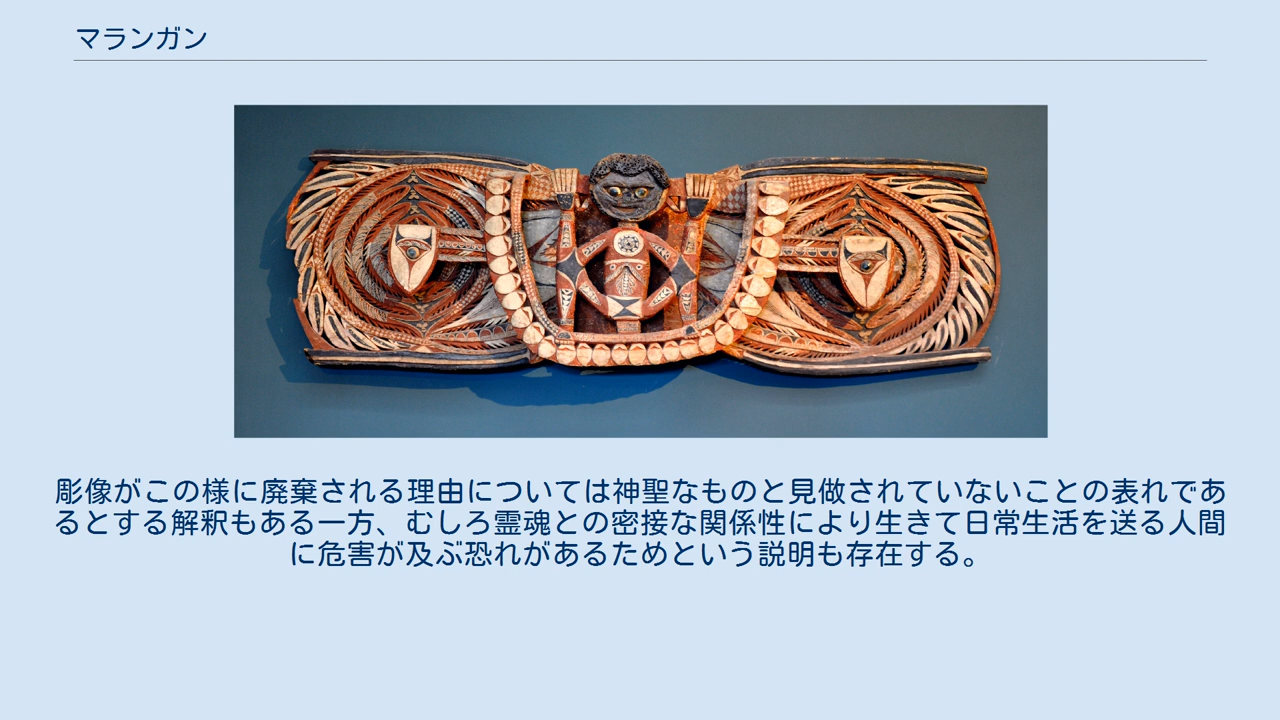 マランガン
彫像がこの様に廃棄される理由については神聖なものと見做されていないことの表れであ
るとする解釈もある一方、むしろ霊魂との密接な関係性により生きて日常生活を送る人間
に危害が及ぶ恐れがあるためという説明も存在する。